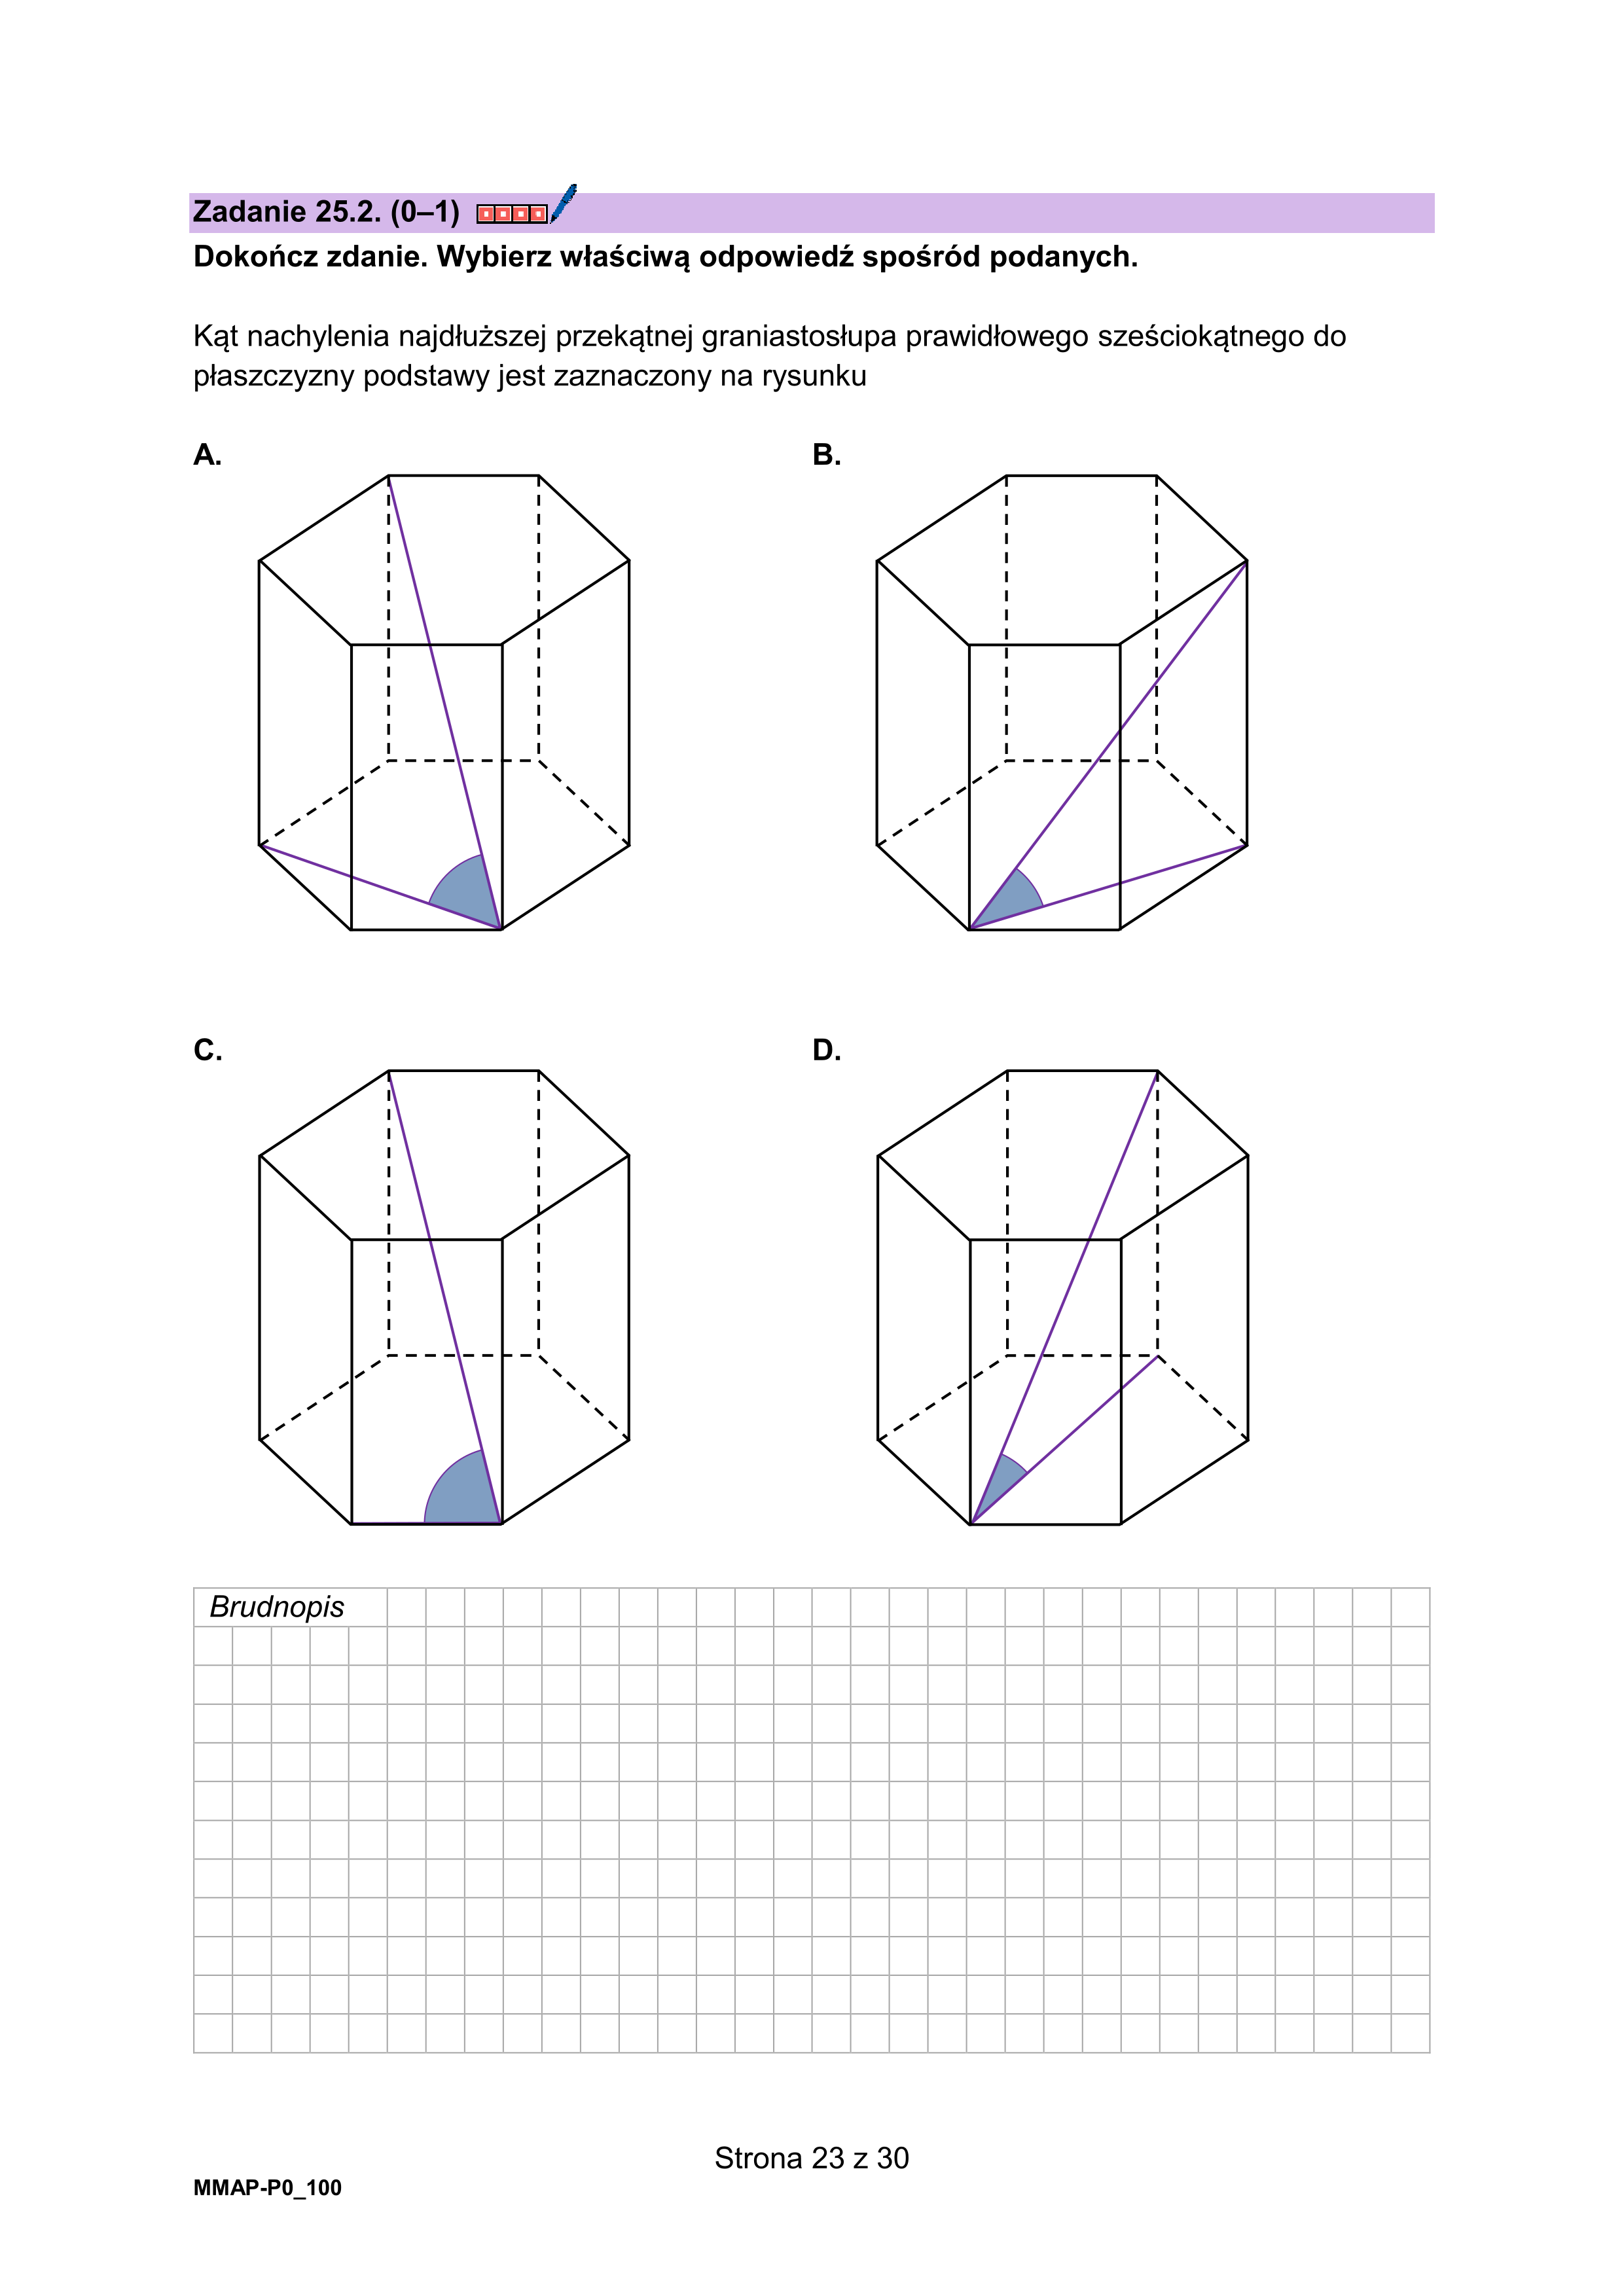 Zadanie 25.2. (0–1)
Dokończ zdanie. Wybierz właściwą odpowiedź spośród podanych.
Kąt nachylenia najdłuższej przekątnej graniastosłupa prawidłowego sześciokątnego do
płaszczyzny podstawy jest zaznaczony na rysunku
A.
B.
C.
D.
Brudnopis
Strona 23 z 30
MMAP-P0_100